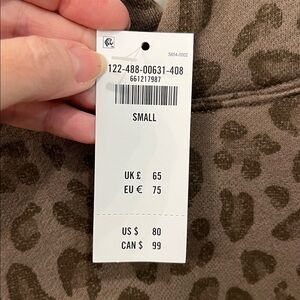 122-488-00631-408
661217987
SMALL
UK £ 65
EU € 75
US $ 80
CAN $ 99